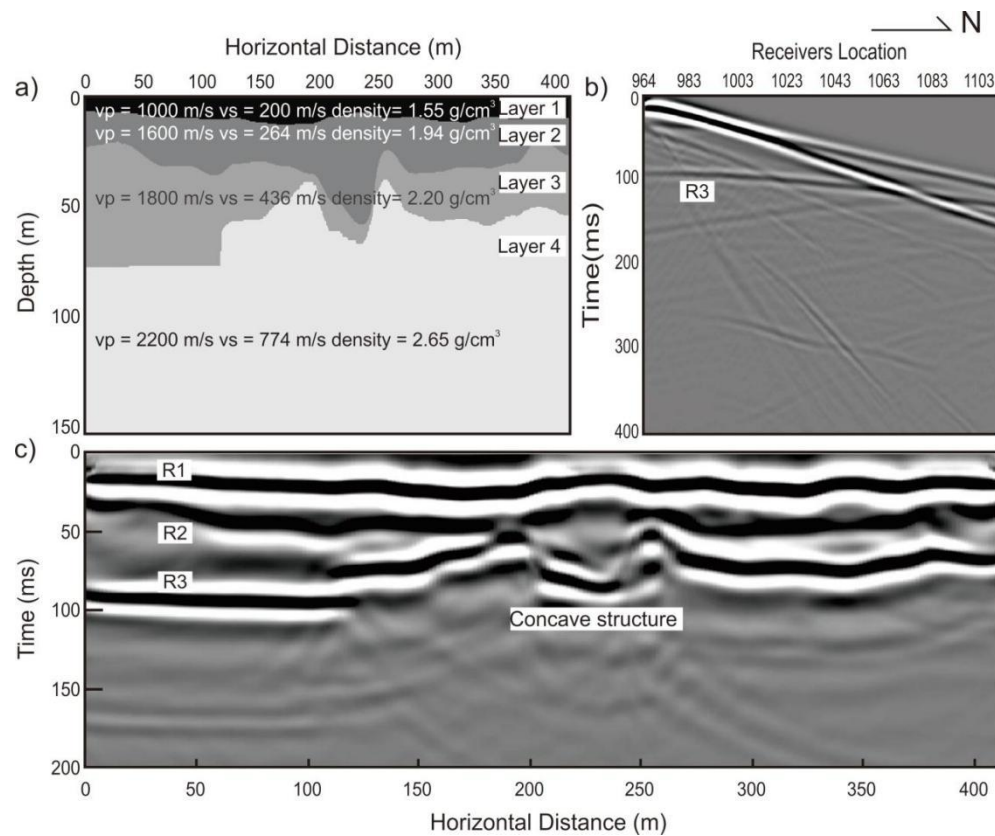 N
Horizontal Distance (m)
Receivers Location
a)
0 50 100 150 200 250 300 350 400
b)
964 983 1003 1023 1043 1063 1083 1103
0
50
100
150
Depth (m)
vp = 1000 m/s vs = 200 m/s density= 1.55 g/cm³
Layer 1
vp = 1600 m/s vs = 264 m/s density= 1.94 g/cm³
Layer 2
Layer 3
vp = 1800 m/s vs = 436 m/s density= 2.20 g/cm³
Layer 4
vp = 2200 m/s vs = 774 m/s density = 2.65 g/cm³
0
100
200
300
400
Time(ms)
R3
c)
0
50
100
150
200
Time (ms)
R1
R2
R3
Concave structure
0 50 100 150 200 250 300 350 400
Horizontal Distance (m)